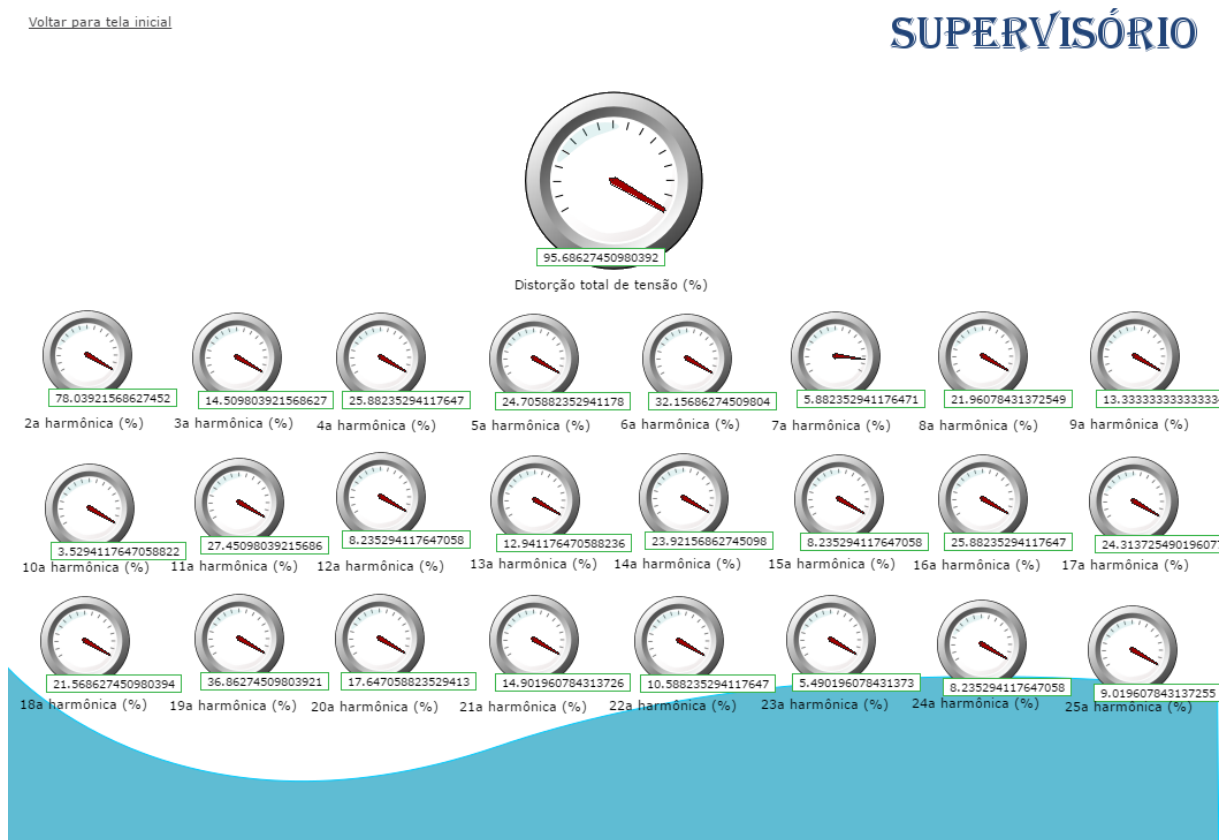 Voltar para tela inicial
SUPERVISÓRIO
95.68627450980392
Distorção total de tensão (%)
78.03921568627452
14.509803921568627
25.88235294117647
24.705882352941178
32.15686274509804
5.882352941176471
21.96078431372549
13.333333333333334
2a harmônica (%)
3a harmônica (%)
4a harmônica (%)
5a harmônica (%)
6a harmônica (%)
7a harmônica (%)
8a harmônica (%)
9a harmônica (%)
3.5294117647058822
27.45098039215686
8.235294117647058
12.941176470588236
23.92156862745098
8.235294117647058
25.88235294117647
24.313725490196077
10a harmônica (%)
11a harmônica (%)
12a harmônica (%)
13a harmônica (%)
14a harmônica (%)
15a harmônica (%)
16a harmônica (%)
17a harmônica (%)
21.568627450980394
36.86274509803921
17.647058823529413
14.901960784313726
10.588235294117647
5.490196078431373
8.235294117647058
9.019607843137255
18a harmônica (%)
19a harmônica (%)
20a harmônica (%)
21a harmônica (%)
22a harmônica (%)
23a harmônica (%)
24a harmônica (%)
25a harmônica (%)